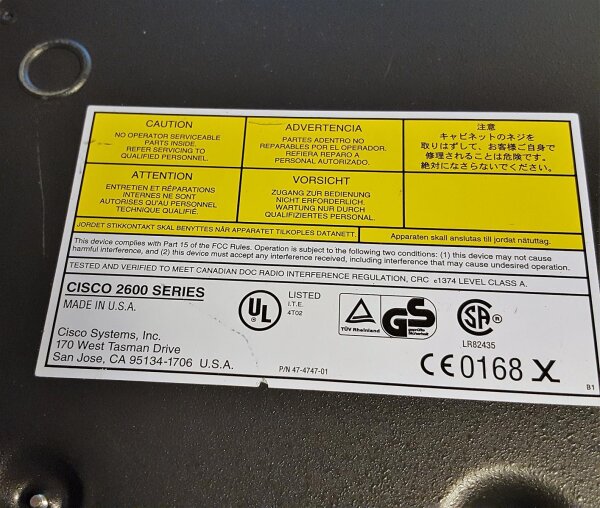 CAUTION
NO OPERATOR SERVICEABLE
PARTS INSIDE.
REFER SERVICING TO
QUALIFIED PERSONNEL.
ADVERTENCIA
PARTES ADENTRO NO
REPARABLES POR EL OPERADOR.
REFIERA REPARO A
PERSONAL AUTORIZADO.
注意
キャビネットのネジを
取りはずして、お客様ご自身で
修理されることは危険です。
絶対になさらないでください。
ATTENTION
ENTRETIEN ET RÉPARATIONS
INTERNES NE SONT
AUTORISES QU'AU PERSONNEL
TECHNIQUE QUALIFIÉ.
VORSICHT
ZUGANG ZUR BEDIENUNG
NICHT ERFORDERLICH.
WARTUNG NUR DURCH
QUALIFIZIERTES PERSONAL.
JORDET STIKKONTAKT SKAL BENYTTES NÅR APPARATET TILKOPLES DATANETT.
Apparaten skall anslutas till jordat nätuttag.
This device complies with Part 15 of the FCC Rules. Operation is subject to the following two conditions: (1) this device may not cause
harmful interference, and (2) this device must accept any interference received, including interference that may cause undesired operation.
TESTED AND VERIFIED TO MEET CANADIAN DOC RADIO INTERFERENCE REGULATION, CRC c1374 LEVEL CLASS A.
CISCO 2600 SERIES
MADE IN U.S.A.
Cisco Systems, Inc.
170 West Tasman Drive
San Jose, CA 95134-1706 U.S.A.
UL
LISTED
I.T.E.
4T02
P/N 47-4747-01
TÜV Rheinland
GS
geprüfte
Sicherheit
SA
LR82435
CE0168 X
B1